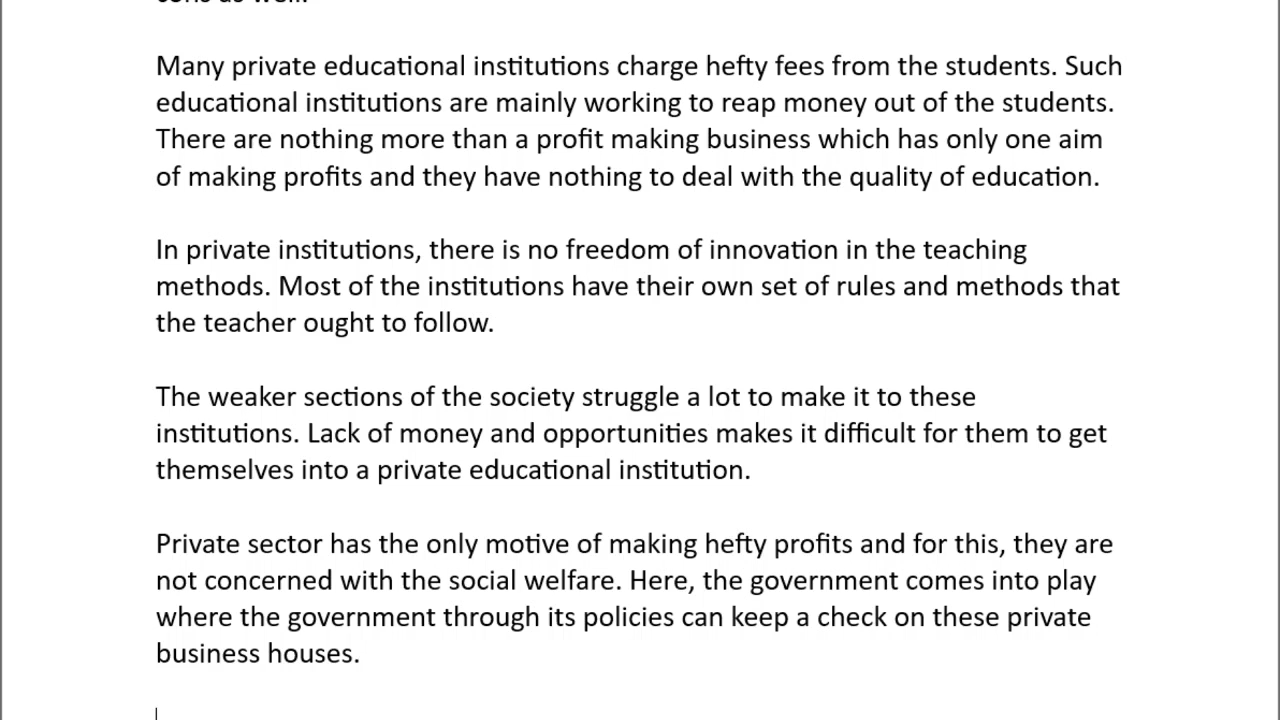 cons as well.
Many private educational institutions charge hefty fees from the students. Such
educational institutions are mainly working to reap money out of the students.
There are nothing more than a profit making business which has only one aim
of making profits and they have nothing to deal with the quality of education.
In private institutions, there is no freedom of innovation in the teaching
methods. Most of the institutions have their own set of rules and methods that
the teacher ought to follow.
The weaker sections of the society struggle a lot to make it to these
institutions. Lack of money and opportunities makes it difficult for them to get
themselves into a private educational institution.
Private sector has the only motive of making hefty profits and for this, they are
not concerned with the social welfare. Here, the government comes into play
where the government through its policies can keep a check on these private
business houses.